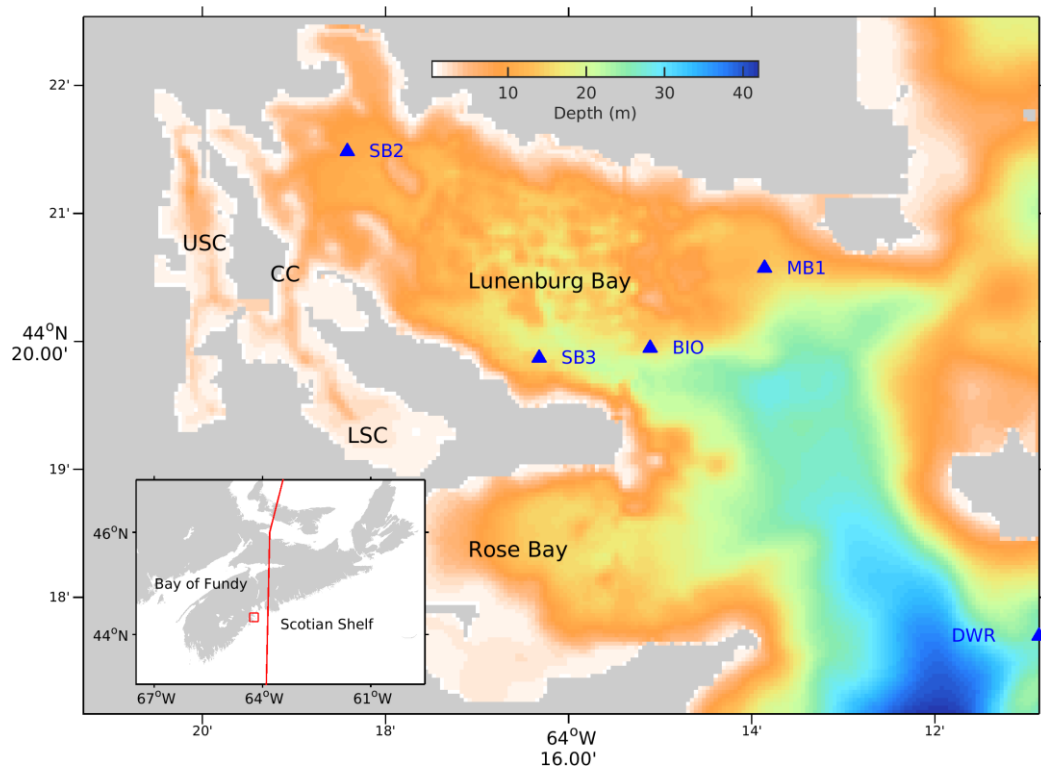 22'
10
20
30
40
Depth (m)
SB2
21'
USC
CC
Lunenburg Bay
MB1
44°N
20.00'
SB3
BIO
LSC
19'
Rose Bay
46°N
Bay of Fundy
Scotian Shelf
44°N
67°W
64°W
61°W
18'
DWR
20'
18'
64°W
16.00'
14'
12'